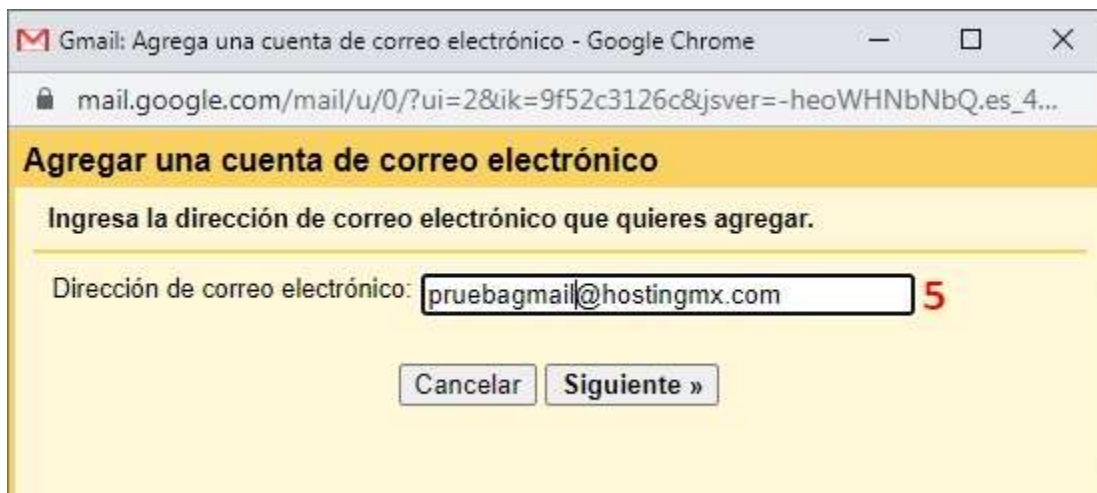 Gmail: Agrega una cuenta de correo electrónico - Google Chrome
mail.google.com/mail/u/0/?ui=2&ik=9f52c3126c&jsver=-heoWHNbNbQ.es_4...
Agregar una cuenta de correo electrónico
Ingresa la dirección de correo electrónico que quieres agregar.
Dirección de correo electrónico: pruebagmail@hostingmx.com 5
Cancelar Siguiente »